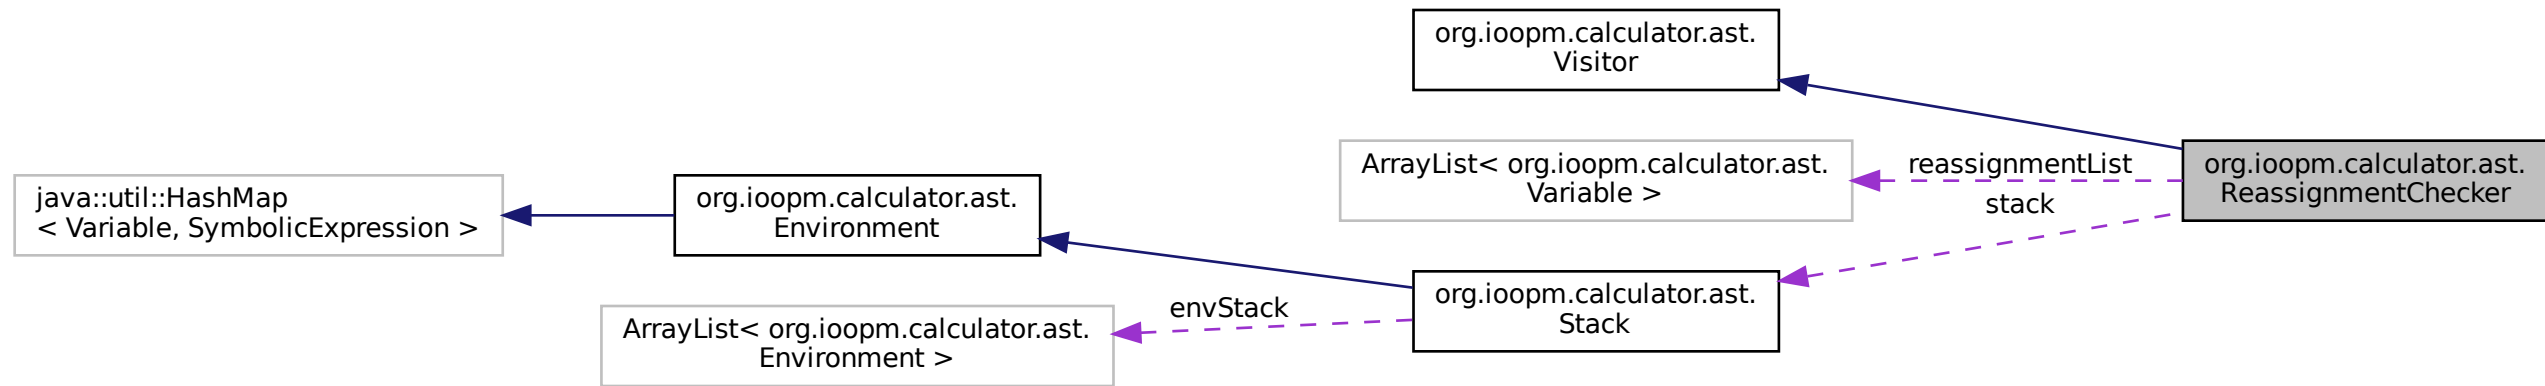 org.ioopm.calculator.ast.
Visitor
ArrayList< org.ioopm.calculator.ast.
Variable >
reassignmentList
org.ioopm.calculator.ast.
ReassignmentChecker
stack
java::util::HashMap
< Variable, SymbolicExpression >
org.ioopm.calculator.ast.
Environment
org.ioopm.calculator.ast.
Stack
envStack
ArrayList< org.ioopm.calculator.ast.
Environment >